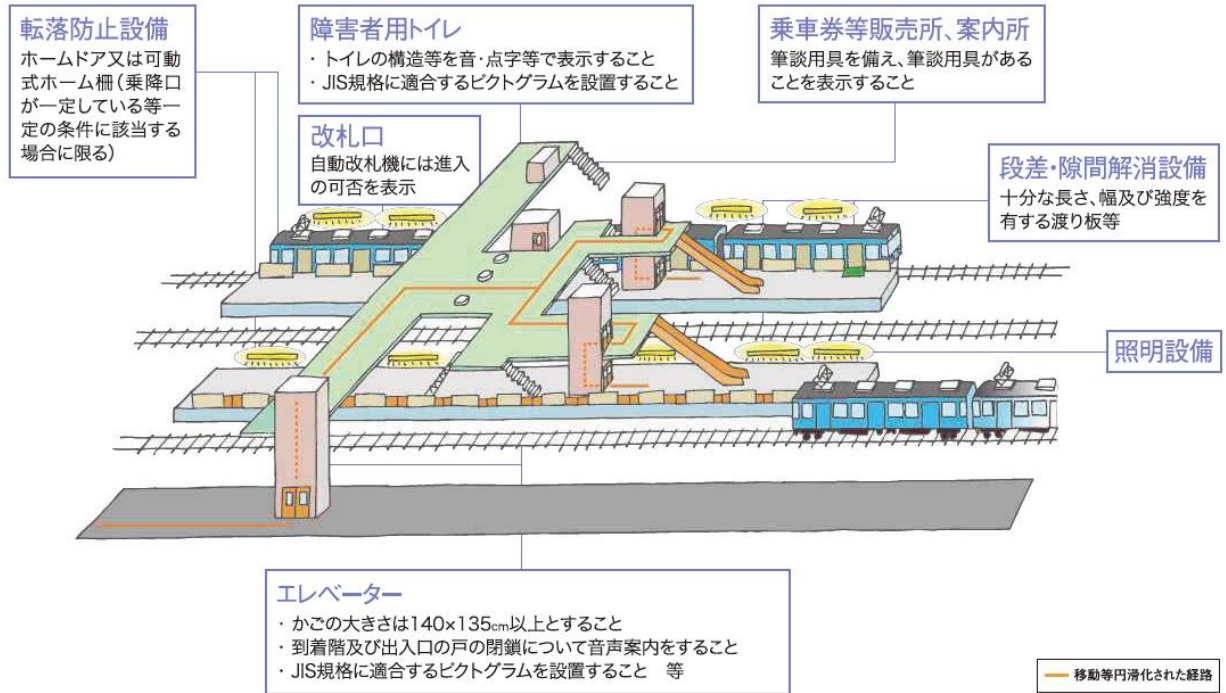 転落防止設備
ホームドア又は可動
式ホーム柵(乗降口
が一定している等一
定の条件に該当する
場合に限る)
障害者用トイレ
・ トイレの構造等を音・点字等で表示すること
・ JIS規格に適合するピクトグラムを設置すること
乗車券等販売所、案内所
筆談用具を備え、筆談用具がある
ことを表示すること
改札口
自動改札機には進入
の可否を表示
段差・隙間解消設備
十分な長さ、幅及び強度を
有する渡り板等
照明設備
エレベーター
・ かごの大きさは140×135cm以上とすること
・ 到着階及び出入口の戸の閉鎖について音声案内をすること
・ JIS規格に適合するピクトグラムを設置すること 等
移動等円滑化された経路